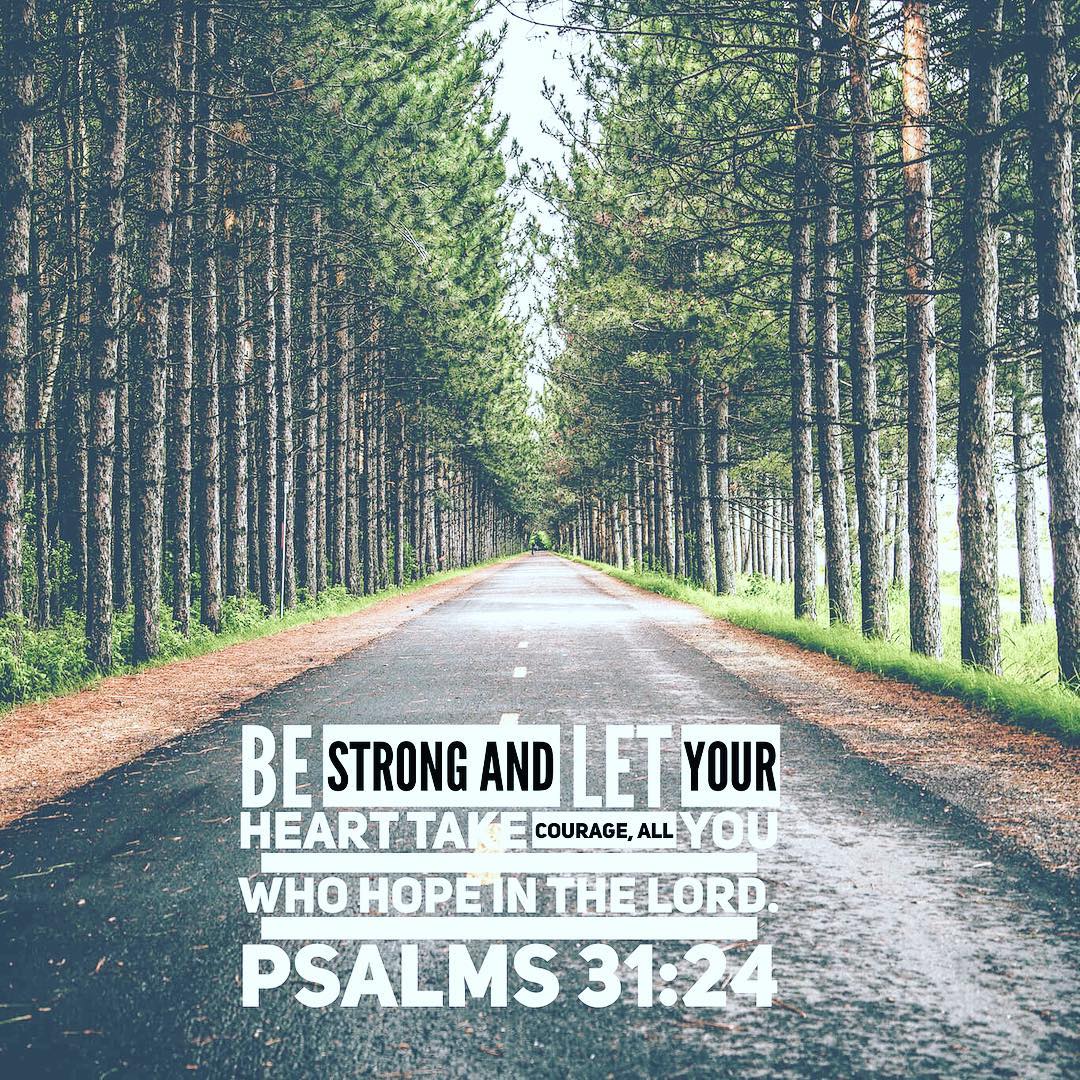 BE STRONG AND LET YOUR
HEART TAKE COURAGE, ALL YOU
WHO HOPE IN THE LORD.
PSALMS 31:24